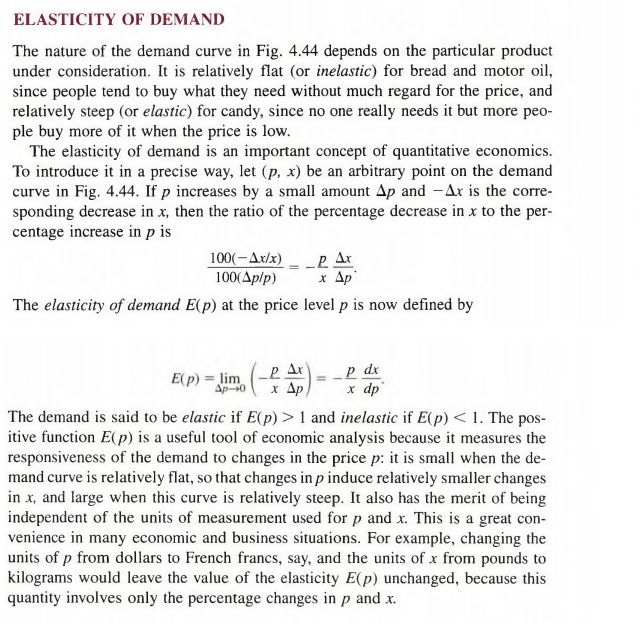 ELASTICITY OF DEMAND
The nature of the demand curve in Fig. 4.44 depends on the particular product
under consideration. It is relatively flat (or inelastic) for bread and motor oil,
since people tend to buy what they need without much regard for the price, and
relatively steep (or elastic) for candy, since no one really needs it but more peo-
ple buy more of it when the price is low.
The elasticity of demand is an important concept of quantitative economics.
To introduce it in a precise way, let (p, x) be an arbitrary point on the demand
curve in Fig. 4.44. If p increases by a small amount Δp and −Δx is the corre-
sponding decrease in x, then the ratio of the percentage decrease in x to the per-
centage increase in p is
100(−Δx/x) / 100(Δp/p) = −p/x Δx/Δp.
The elasticity of demand E(p) at the price level p is now defined by
E(p) = lim Δp→0 (−p/x Δx/Δp) = −p/x dx/dp.
The demand is said to be elastic if E(p) > 1 and inelastic if E(p) < 1. The pos-
itive function E(p) is a useful tool of economic analysis because it measures the
responsiveness of the demand to changes in the price p: it is small when the de-
mand curve is relatively flat, so that changes in p induce relatively smaller changes
in x, and large when this curve is relatively steep. It also has the merit of being
independent of the units of measurement used for p and x. This is a great con-
venience in many economic and business situations. For example, changing the
units of p from dollars to French francs, say, and the units of x from pounds to
kilograms would leave the value of the elasticity E(p) unchanged, because this
quantity involves only the percentage changes in p and x.